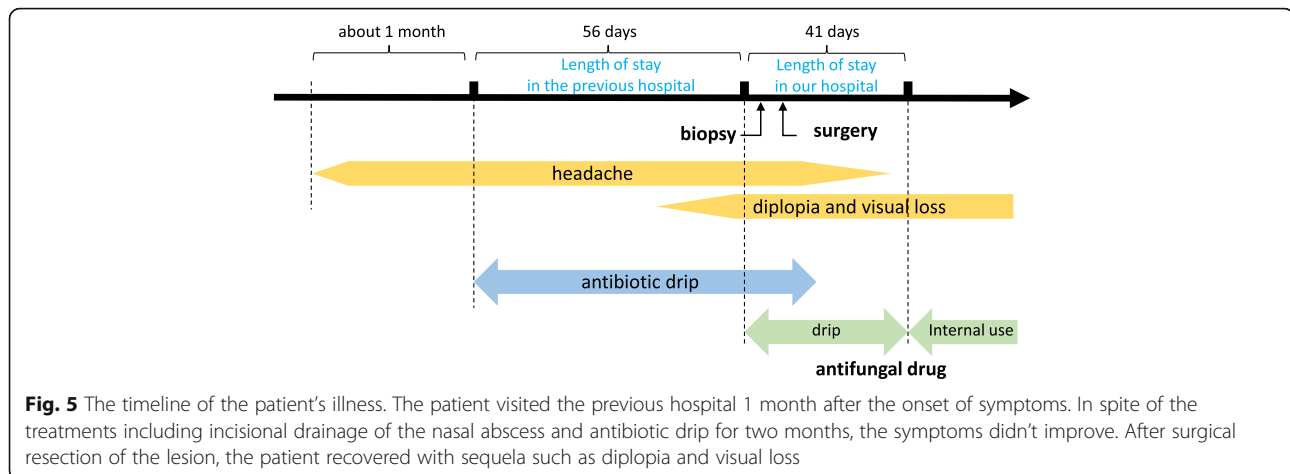 about 1 month
56 days
41 days
Length of stay
in the previous hospital
Length of stay
in our hospital
biopsy
surgery
headache
diplopia and visual loss
antibiotic drip
drip
Internal use
antifungal drug
Fig. 5 The timeline of the patient's illness. The patient visited the previous hospital 1 month after the onset of symptoms. In spite of the
treatments including incisional drainage of the nasal abscess and antibiotic drip for two months, the symptoms didn't improve. After surgical
resection of the lesion, the patient recovered with sequela such as diplopia and visual loss